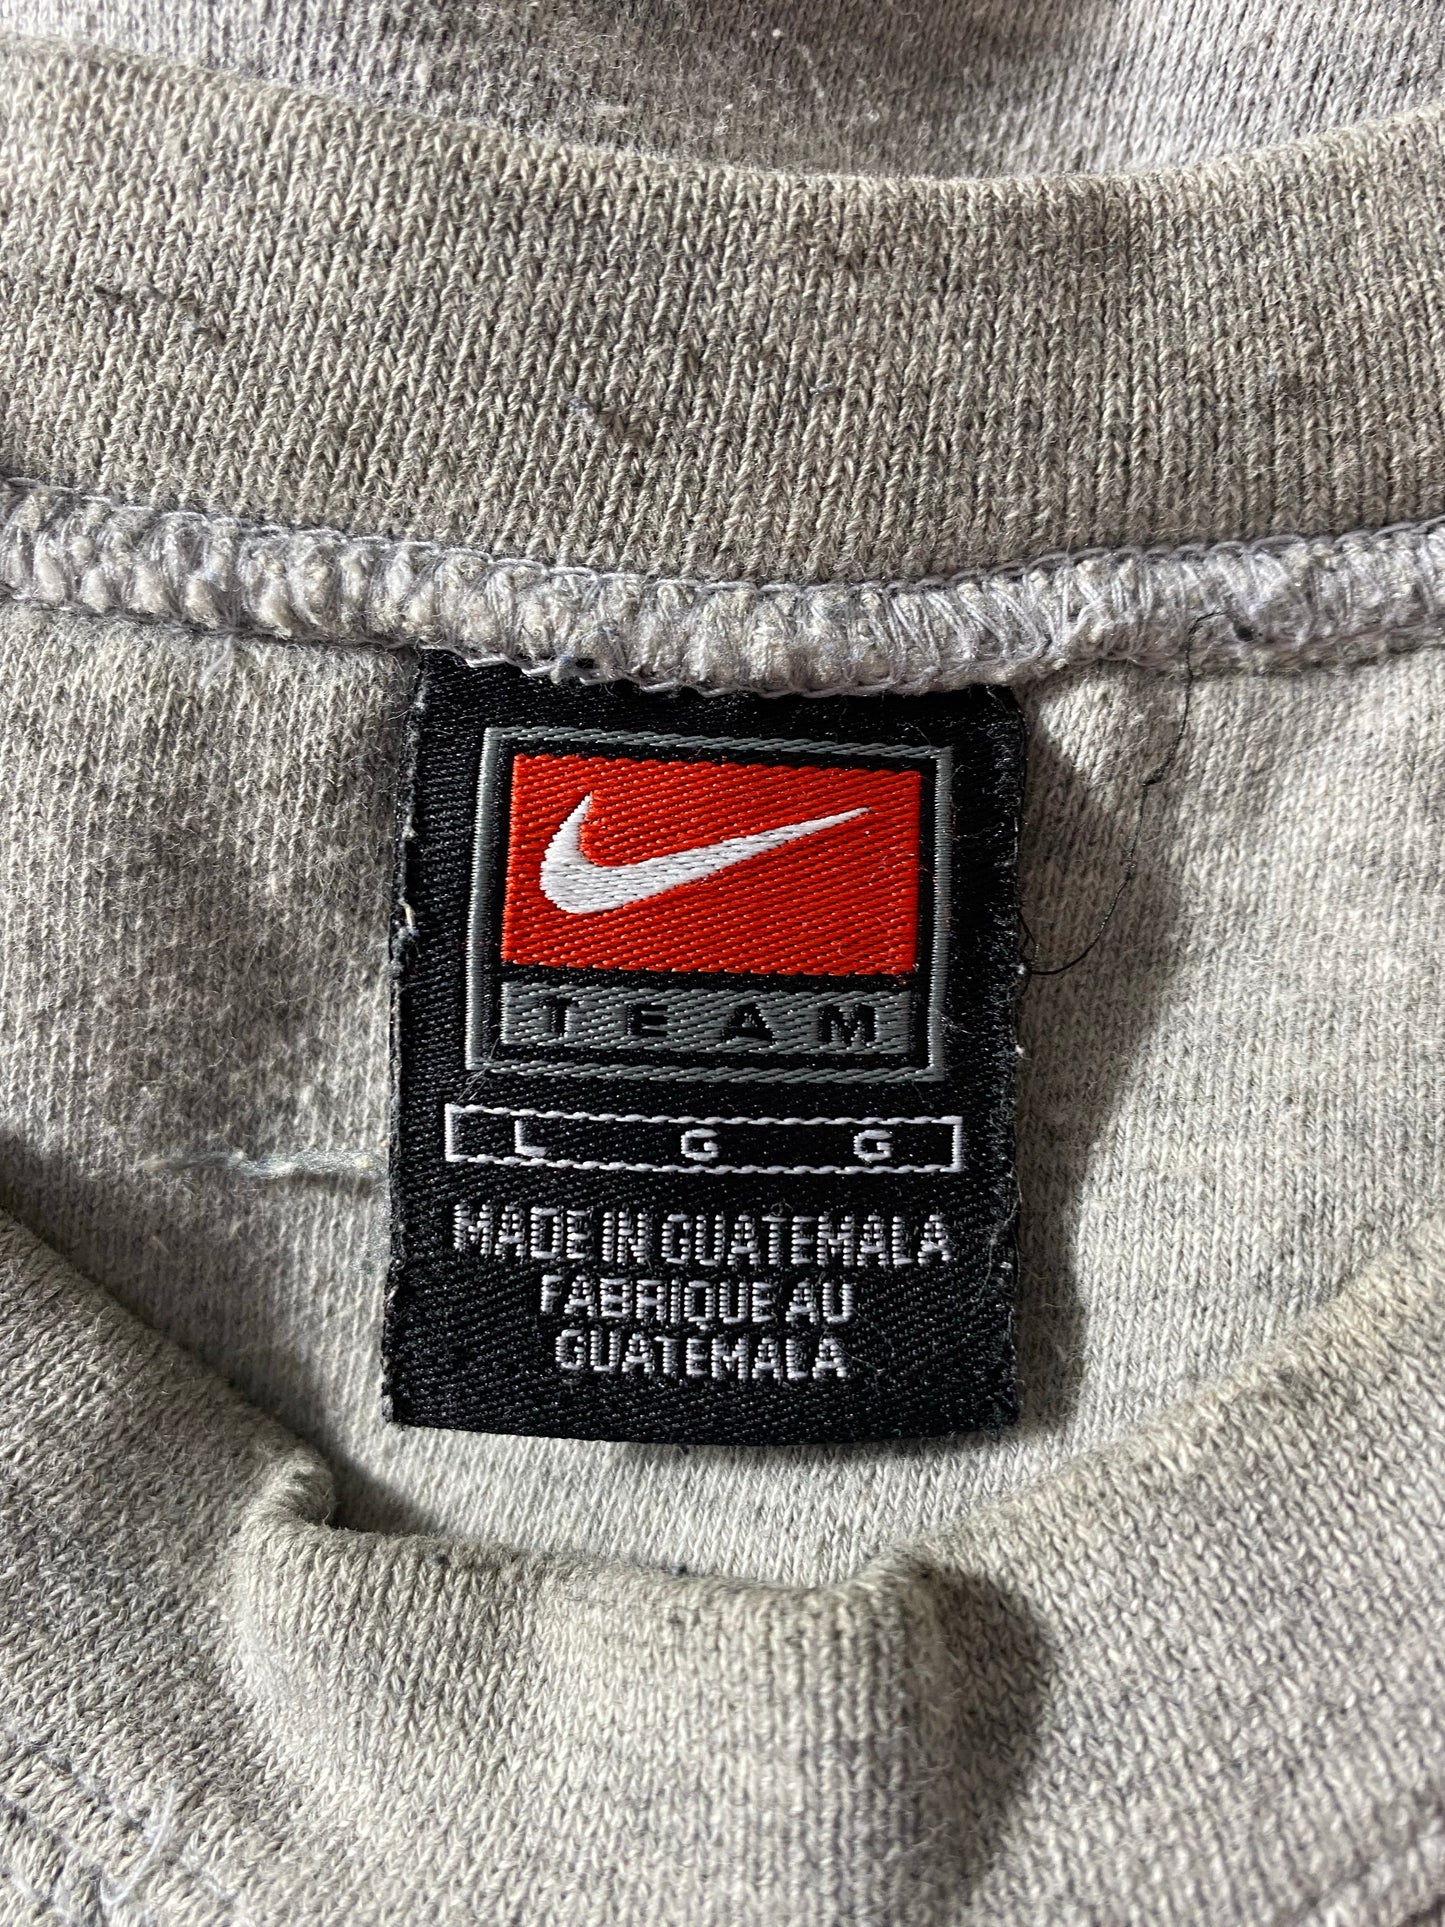 TEAM
L G G
MADE IN GUATEMALA
FABRIQUE AU
GUATEMALA